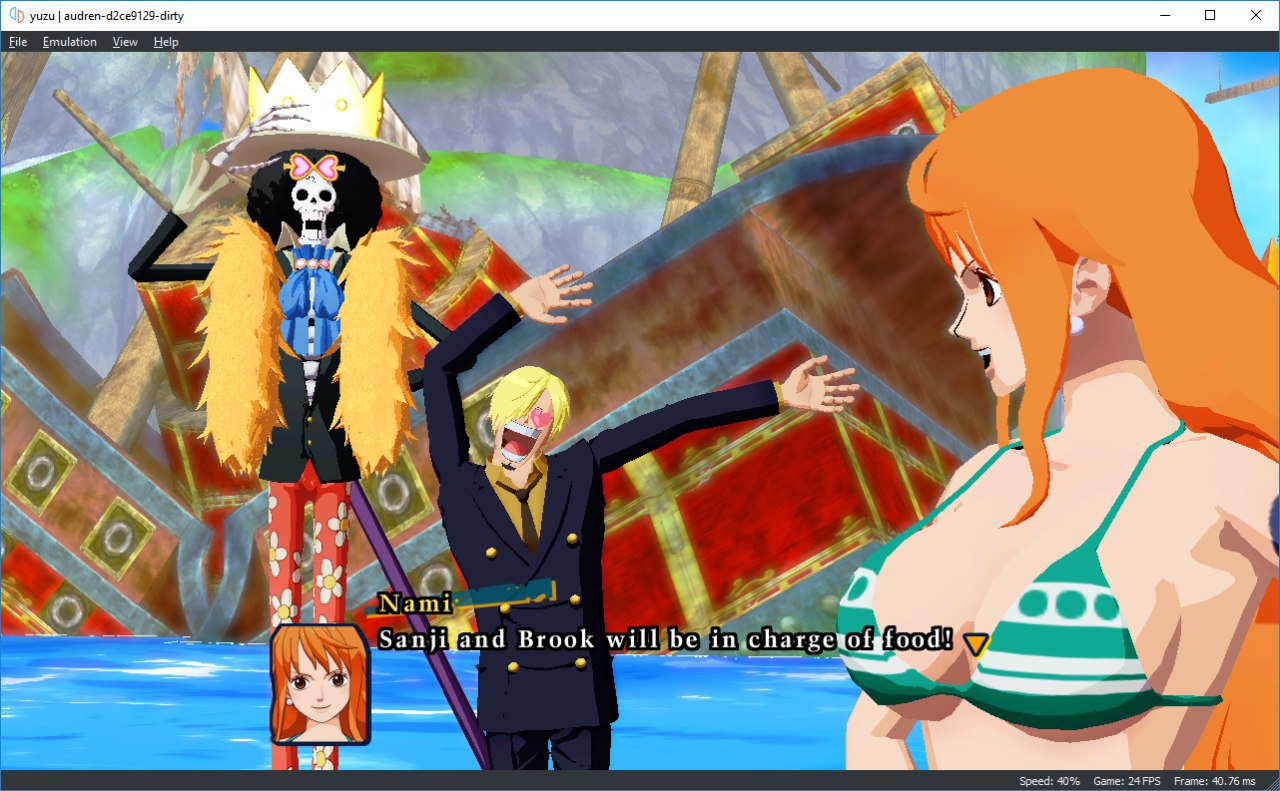 yuzu | audren-d2ce9129-dirty
File Emulation View Help
Nami
Sanji and Brook will be in charge of food!
Speed: 40% Game: 24 FPS Frame: 40.76 ms